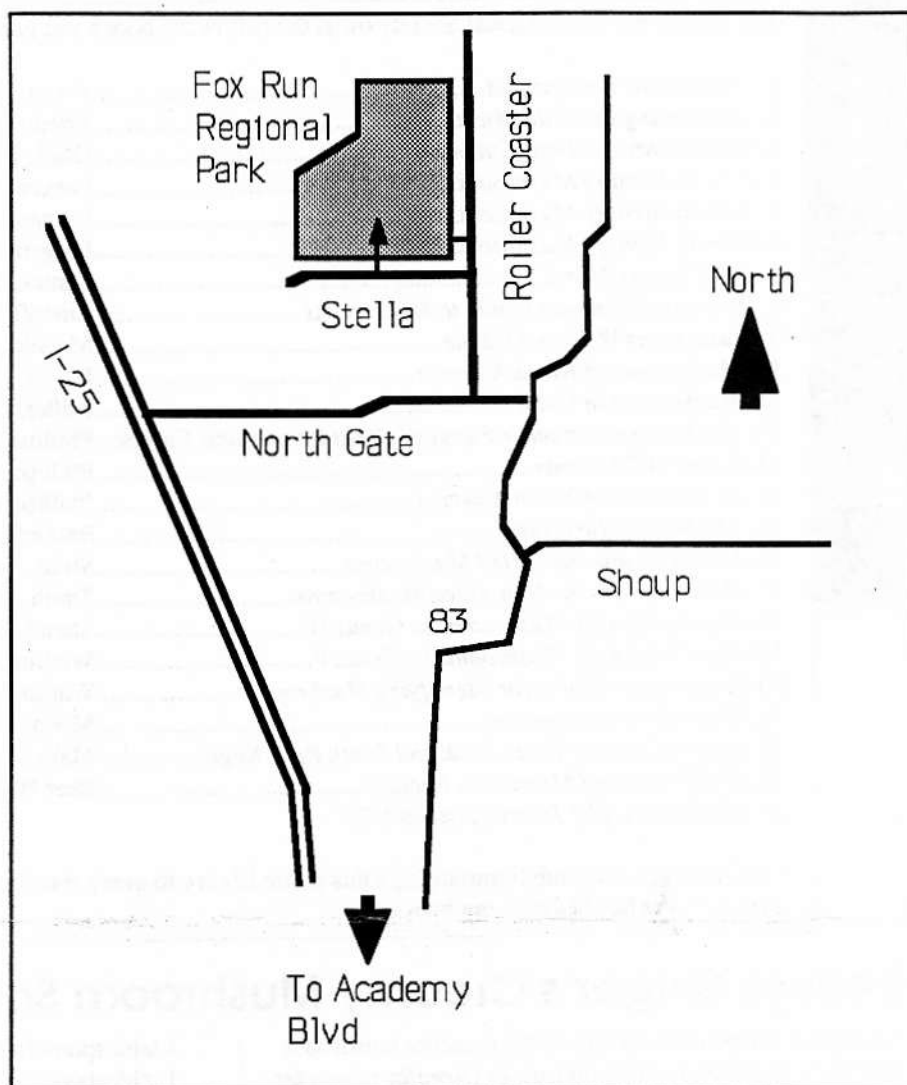 Fox Run
Regional
Park
Roller Coaster
North
Stella
I-25
North Gate
Shoup
83
To Academy
Blvd